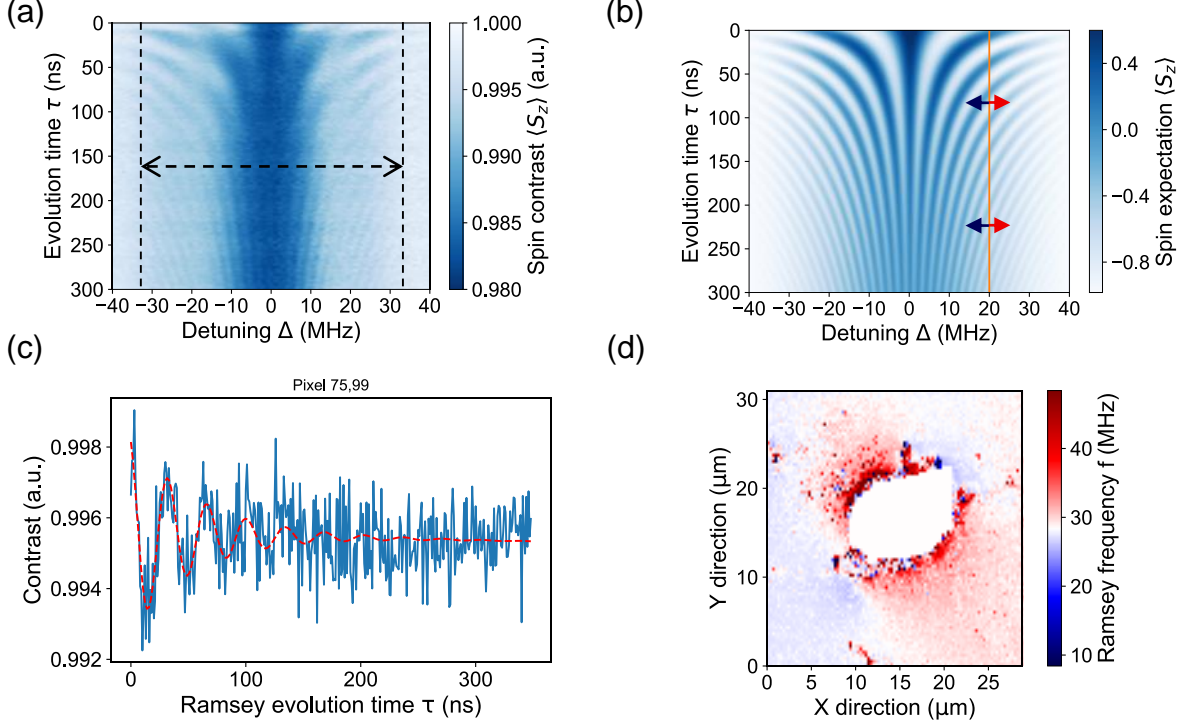 (a)
0
50
100
150
200
250
300
Evolution time τ (ns)
−40 −30 −20 −10 0 10 20 30 40
Detuning Δ (MHz)
1.000
0.995
0.990
0.985
0.980
Spin contrast ⟨S_z⟩ (a.u.)
(b)
0
50
100
150
200
250
300
Evolution time τ (ns)
−40 −30 −20 −10 0 10 20 30 40
Detuning Δ (MHz)
0.4
0.0
−0.4
−0.8
Spin expectation ⟨S_z⟩
(c)
Pixel 75,99
0.998
0.996
0.994
0.992
Contrast (a.u.)
0 100 200 300
Ramsey evolution time τ (ns)
(d)
30
20
10
0
Y direction (µm)
0 5 10 15 20 25
X direction (µm)
40
30
20
10
Ramsey frequency f (MHz)